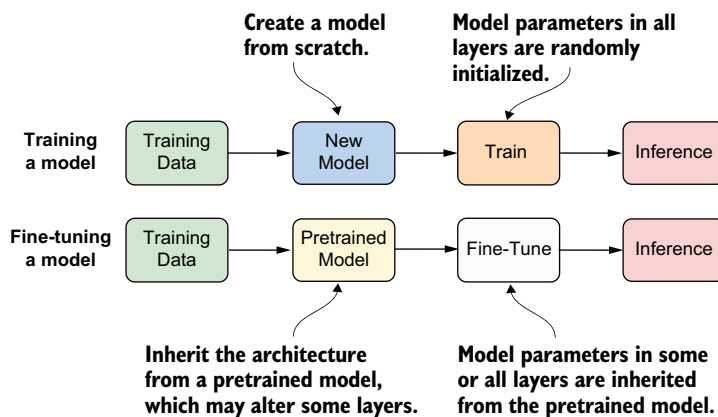 Create a model
from scratch.
Model parameters in all
layers are randomly
initialized.
Training
a model
Training
Data
New
Model
Train
Inference
Fine-tuning
a model
Training
Data
Pretrained
Model
Fine-Tune
Inference
Inherit the architecture
from a pretrained model,
which may alter some layers.
Model parameters in some
or all layers are inherited
from the pretrained model.